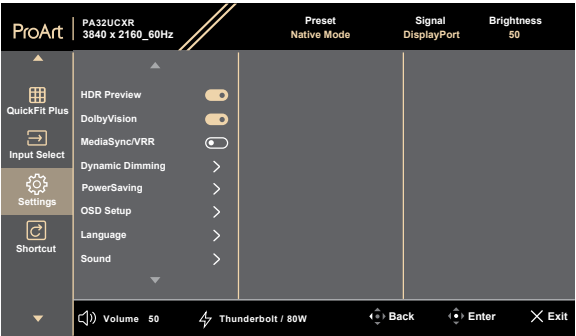 ProArt
PA32UCXR
3840 x 2160_60Hz
Preset
Native Mode
Signal
DisplayPort
Brightness
50
QuickFit Plus
Input Select
Settings
Shortcut
HDR Preview
DolbyVision
MediaSync/VRR
Dynamic Dimming
PowerSaving
OSD Setup
Language
Sound
Volume 50
Thunderbolt / 80W
Back
Enter
Exit